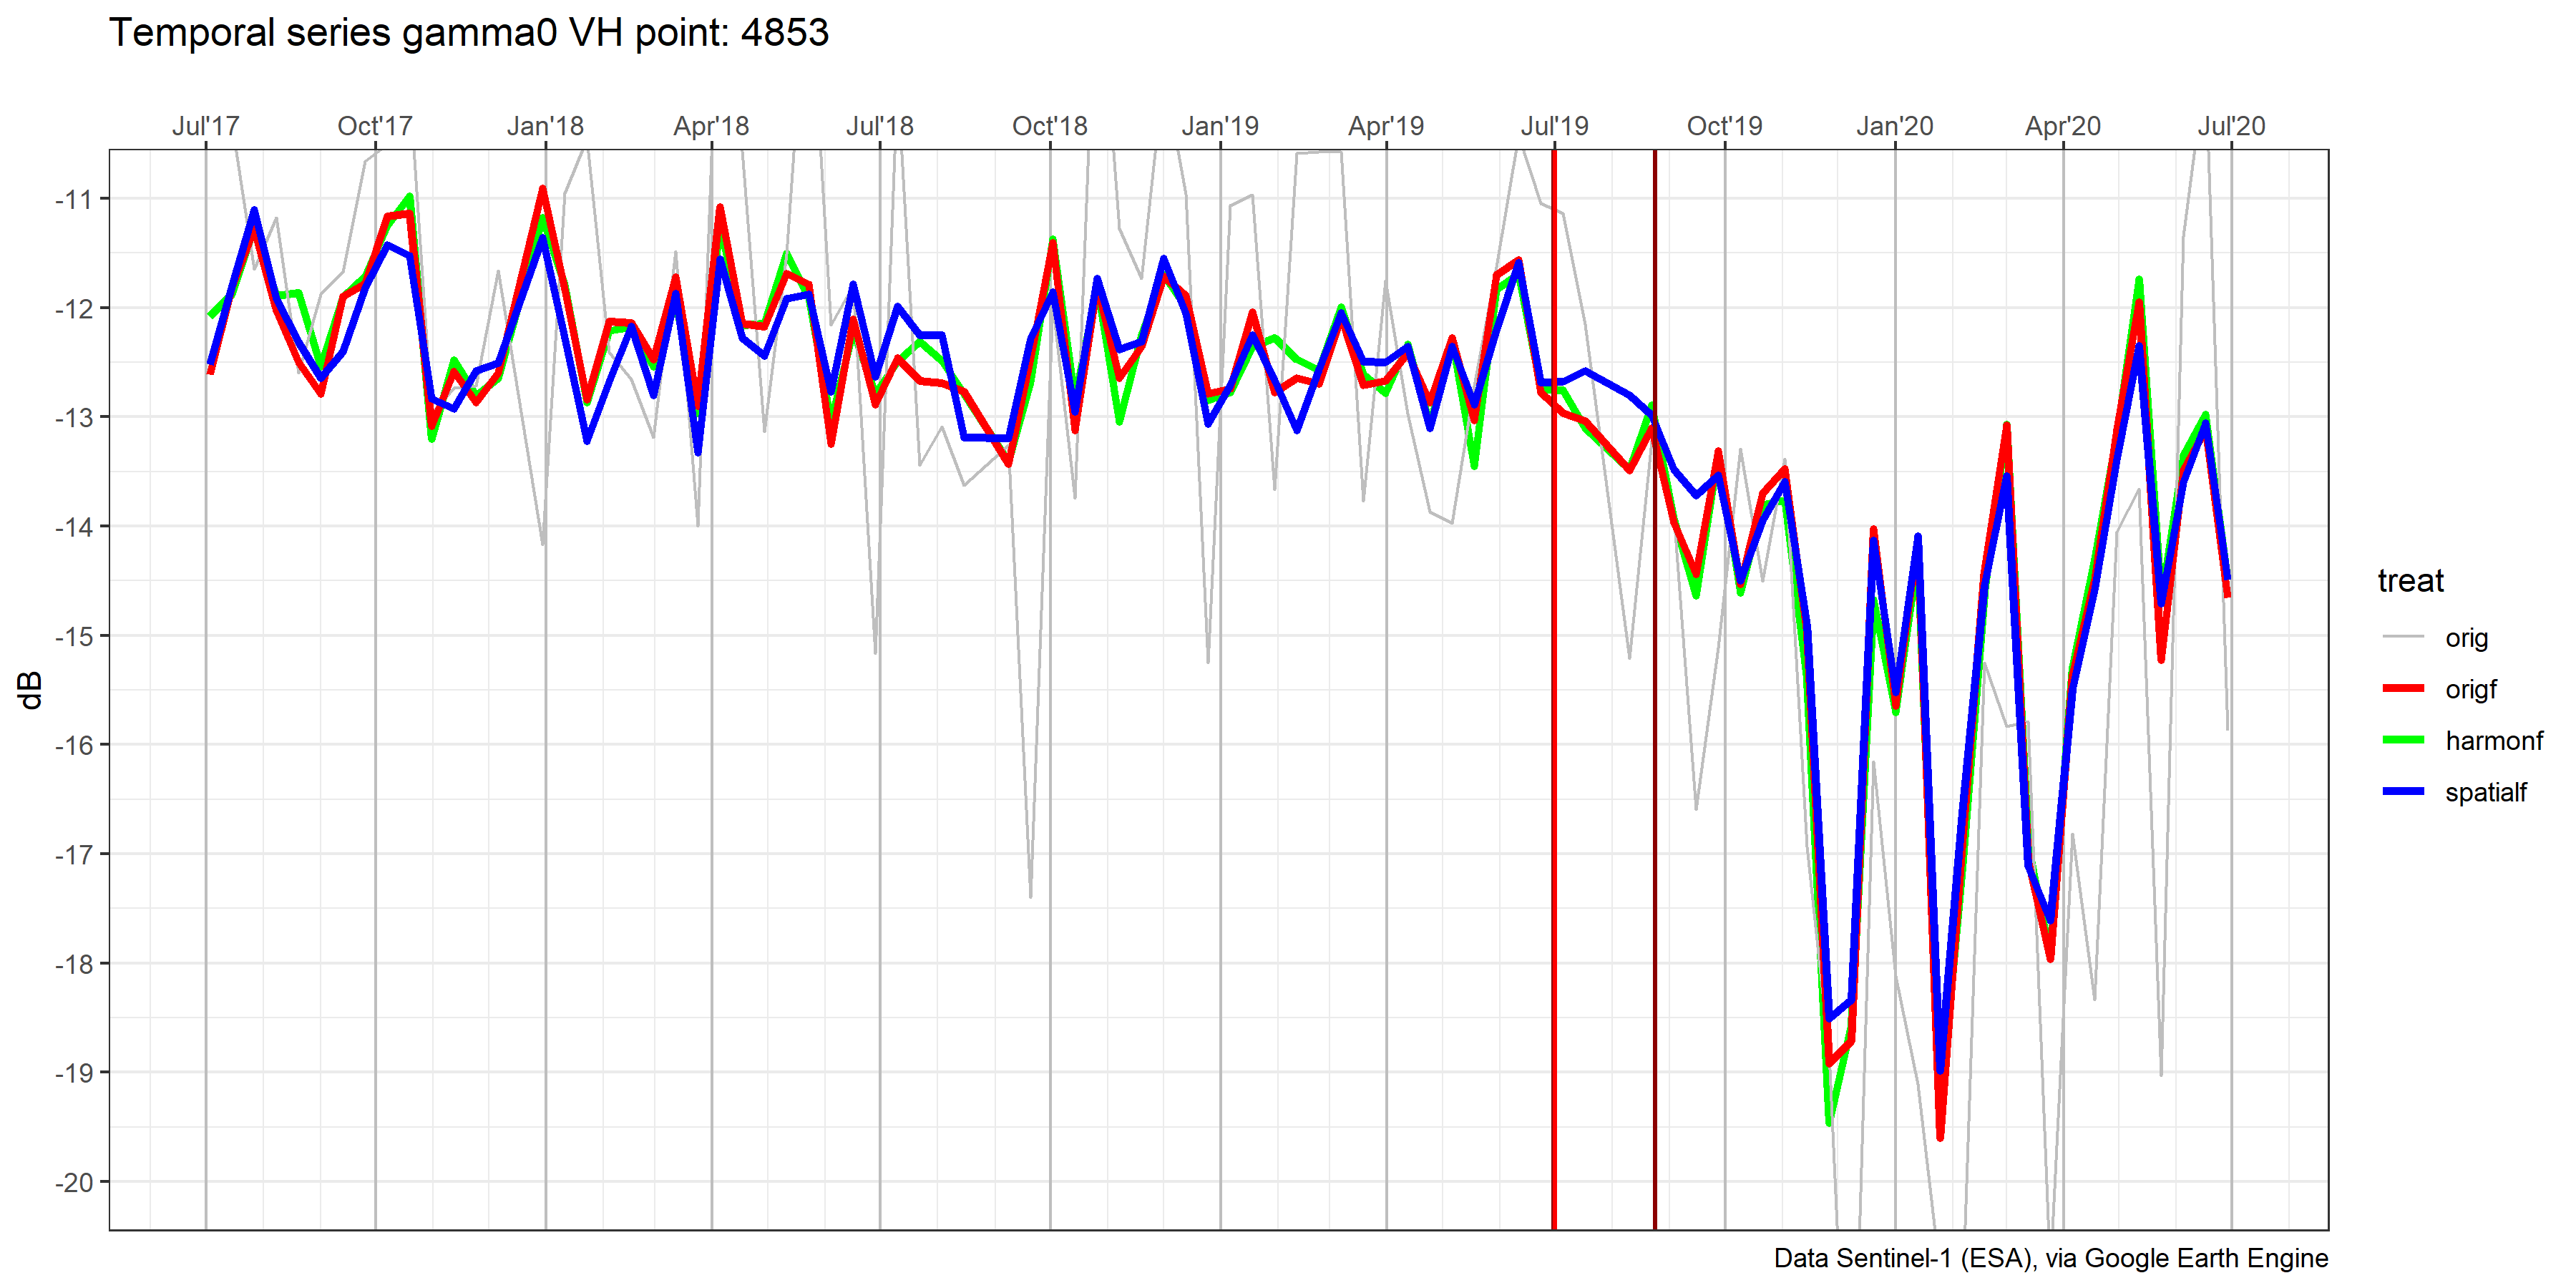 Temporal series gamma0 VH point: 4853
Jul'17 Oct'17 Jan'18 Apr'18 Jul'18 Oct'18 Jan'19 Apr'19 Jul'19 Oct'19 Jan'20 Apr'20 Jul'20
-11
-12
-13
-14
-15
-16
-17
-18
-19
-20
dB
treat
orig
origf
harmonf
spatialf
Data Sentinel-1 (ESA), via Google Earth Engine